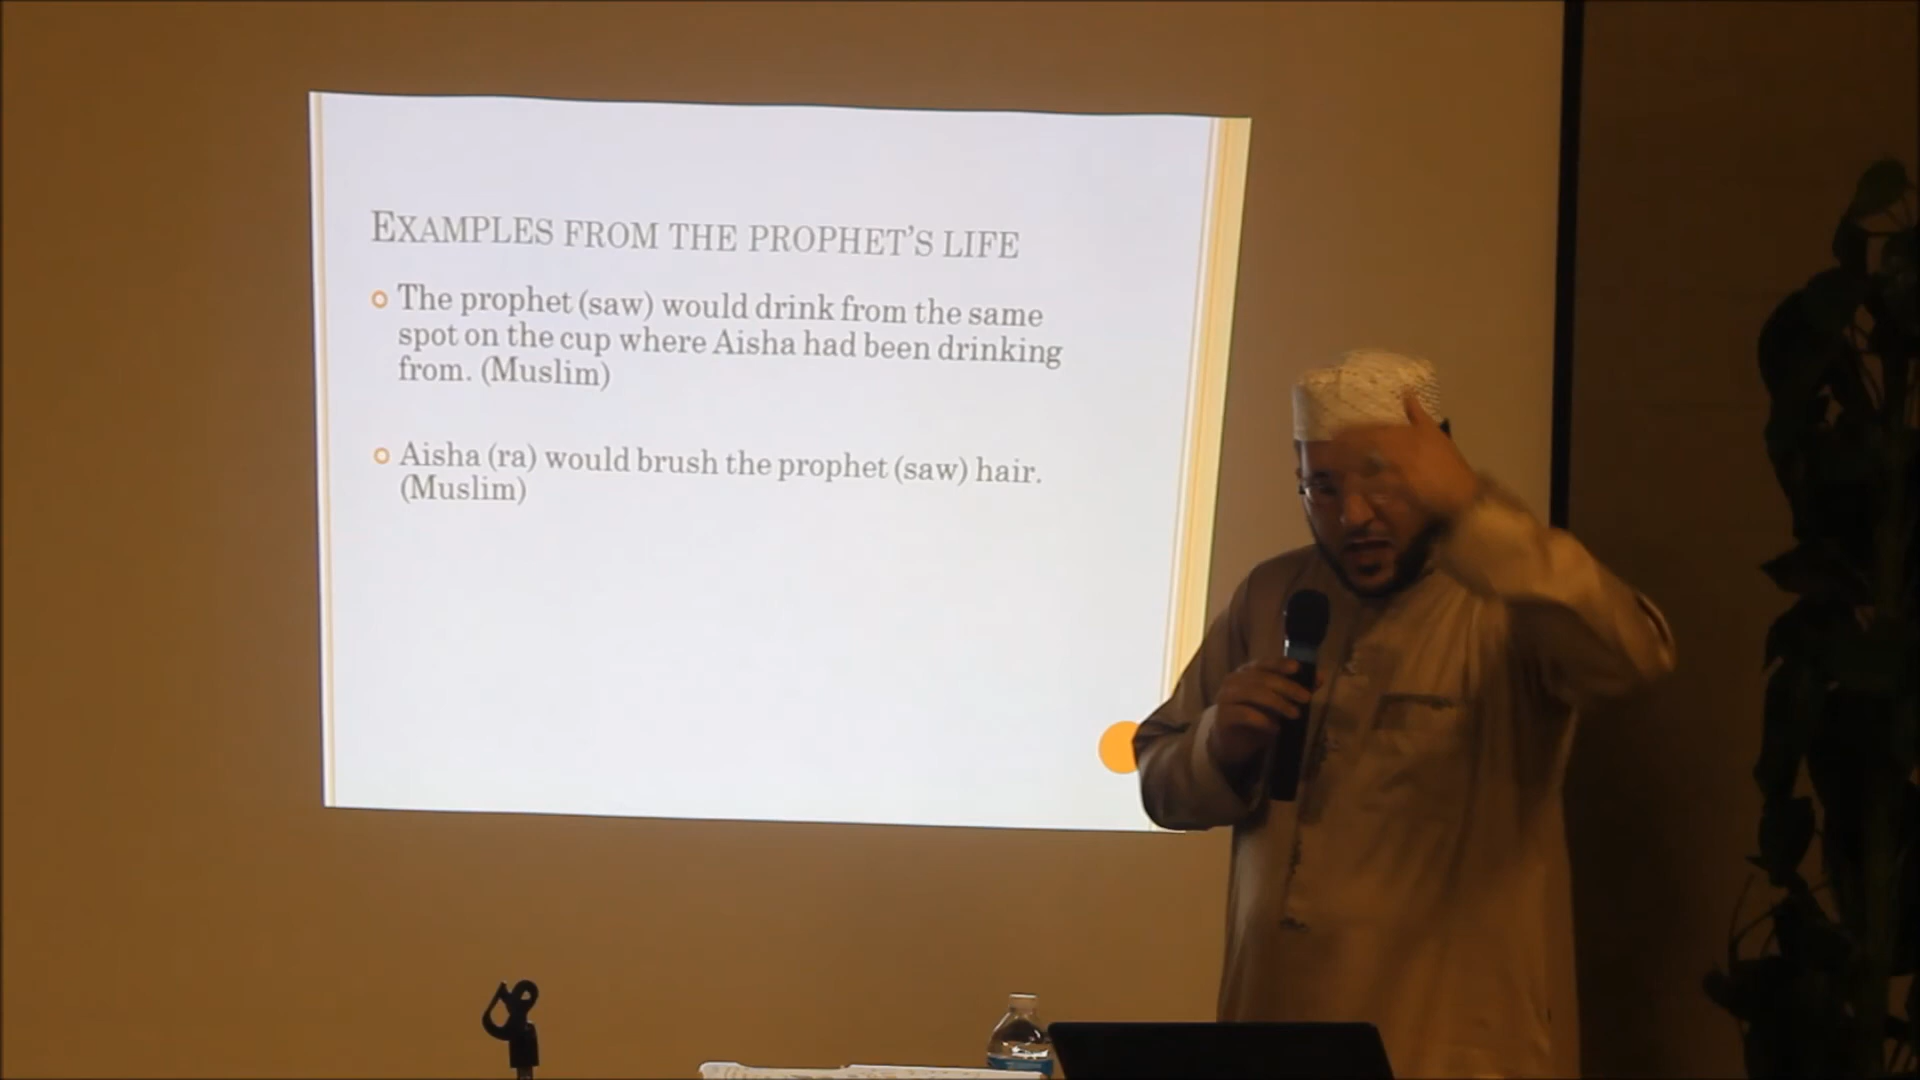 EXAMPLES FROM THE PROPHET'S LIFE
The prophet (saw) would drink from the same
spot on the cup where Aisha had been drinking
from. (Muslim)
Aisha (ra) would brush the prophet (saw) hair.
(Muslim)